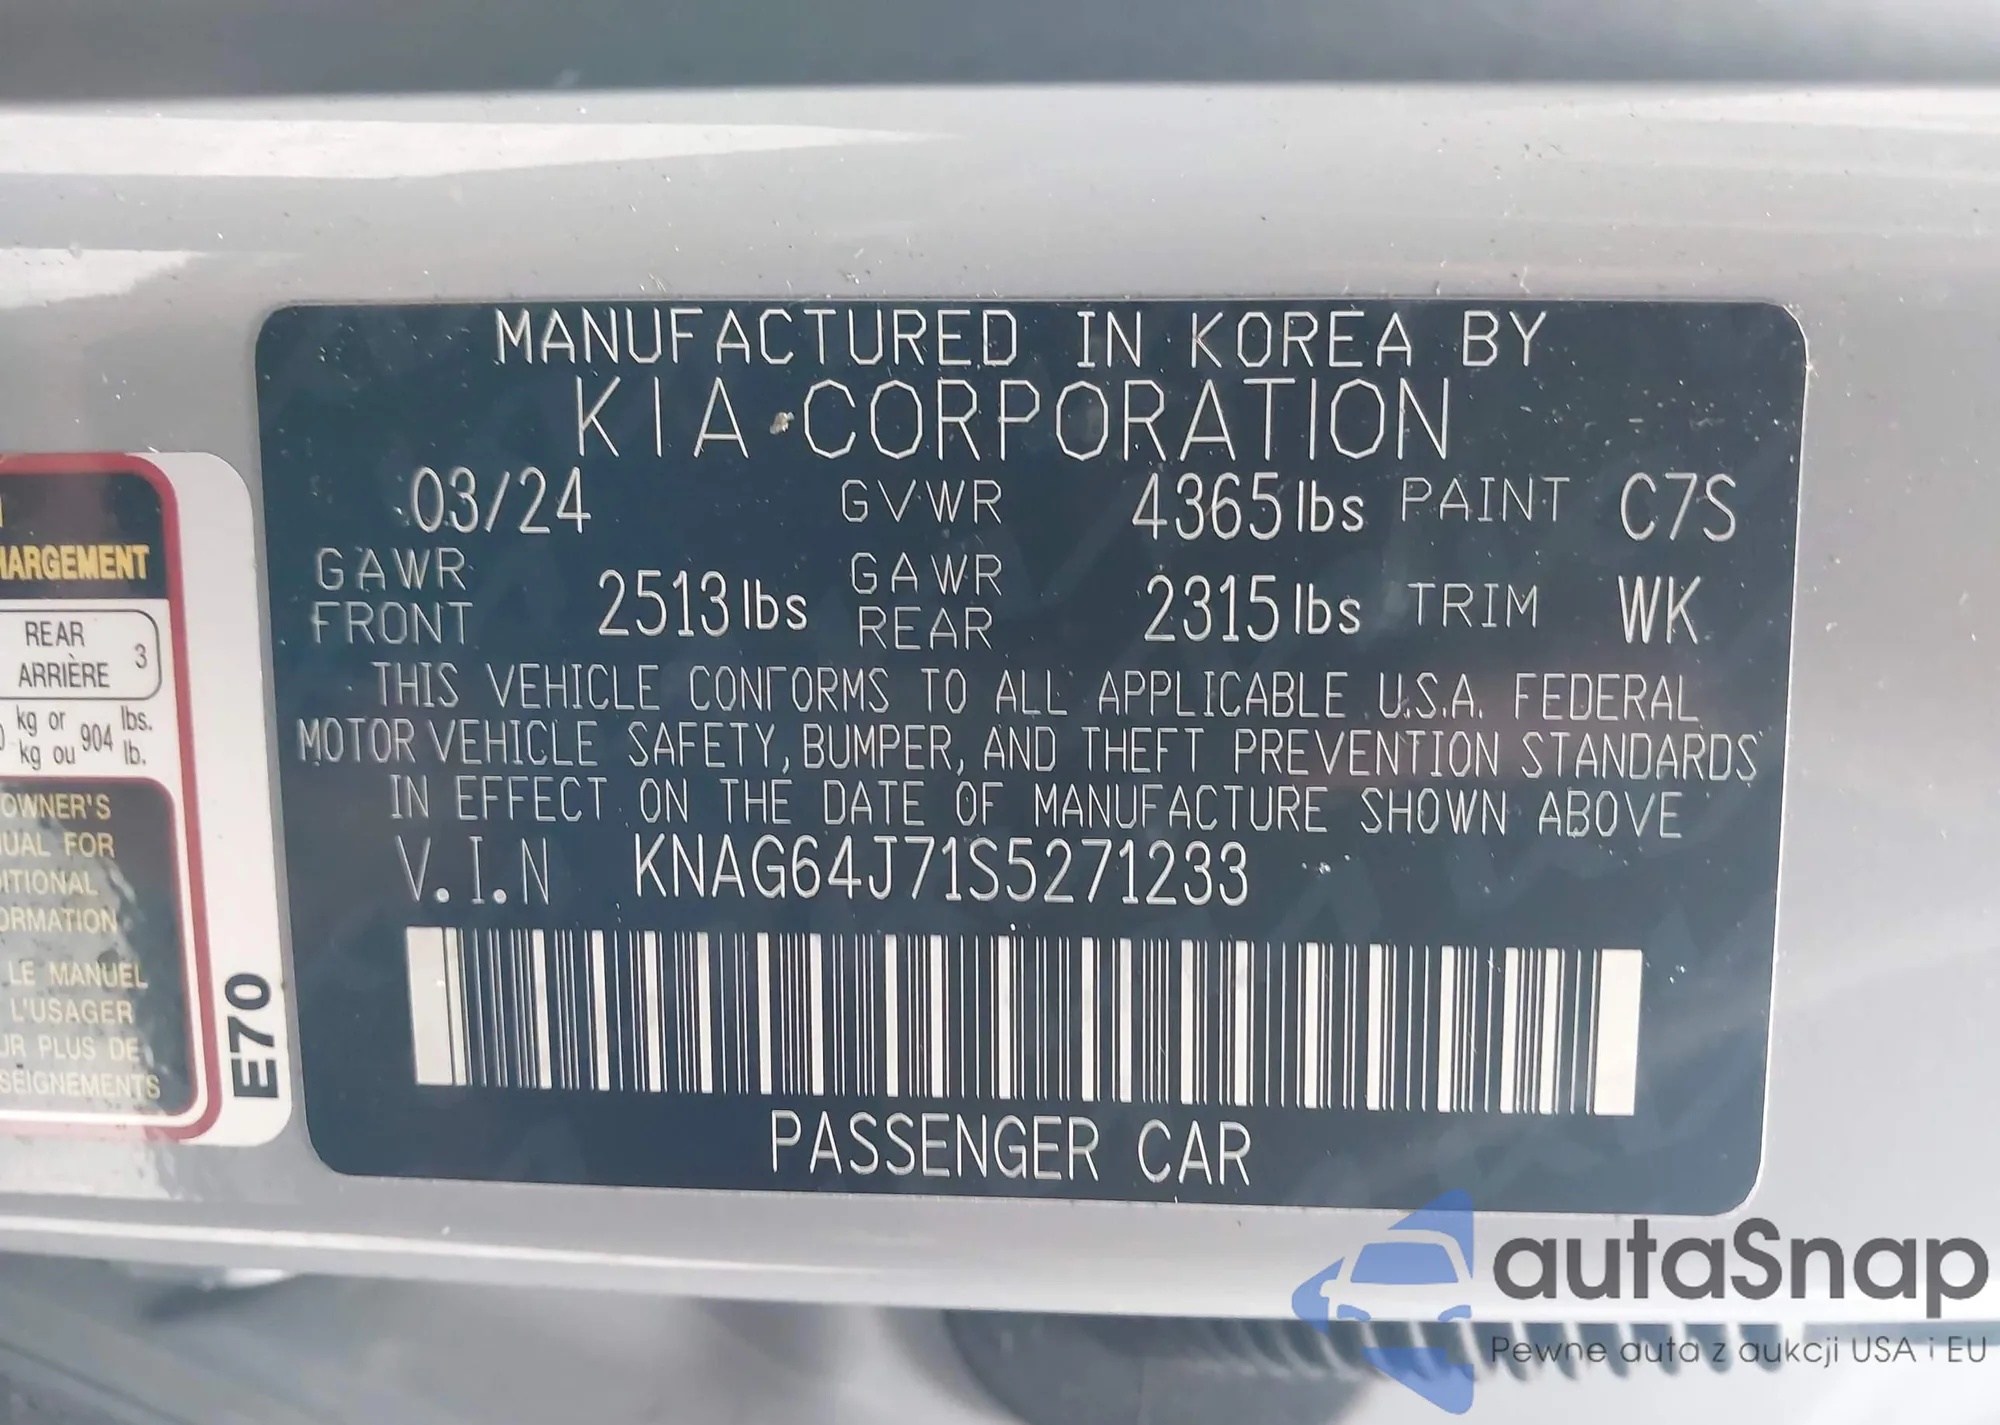 MANUFACTURED IN KOREA BY
KIA CORPORATION
03/24 GVWR 4365 lbs PAINT C7S
GAWR FRONT 2513 lbs GAWR REAR 2315 lbs TRIM WK
THIS VEHICLE CONFORMS TO ALL APPLICABLE U.S.A. FEDERAL
MOTOR VEHICLE SAFETY, BUMPER, AND THEFT PREVENTION STANDARDS
IN EFFECT ON THE DATE OF MANUFACTURE SHOWN ABOVE
V.I.N KNAG64J71S5271233
PASSENGER CAR
HARGEMENT
REAR
ARRIÈRE 3
kg or 904 lbs.
kg ou lb.
OWNER'S
UAL FOR
DITIONAL
ORMATION
LE MANUEL
L'USAGER
UR PLUS DE
SEIGNEMENTS
E70
autaSnap
Pewne auta z aukcji USA i EU